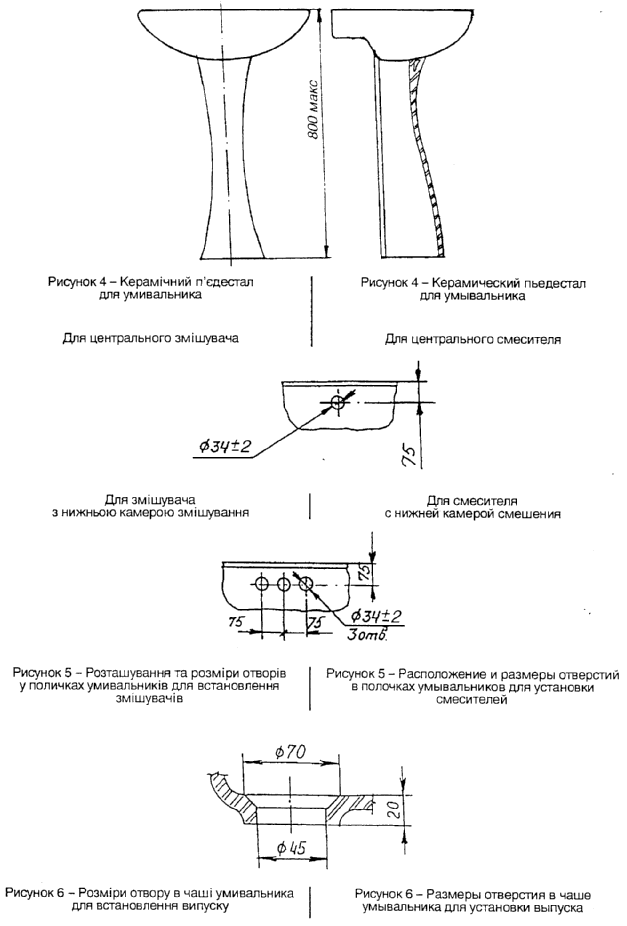 800 макс
Рисунок 4 – Керамічний п'єдестал
для умивальника
Рисунок 4 – Керамический пьедестал
для умывальника
Для центрального змішувача
Для центрального смесителя
ф34±2
75
Для змішувача
з нижньою камерою змішування
Для смесителя
с нижней камерой смешения
75
75
75
ф34±2
3отв.
Рисунок 5 – Розташування та розміри отворів
у поличках умивальників для встановлення
змішувачів
Рисунок 5 – Расположение и размеры отверстий
в полочках умывальников для установки
смесителей
ф70
20
ф45
Рисунок 6 – Розміри отвору в чаші умивальника
для встановлення випуску
Рисунок 6 – Размеры отверстия в чаше
умывальника для установки выпуска